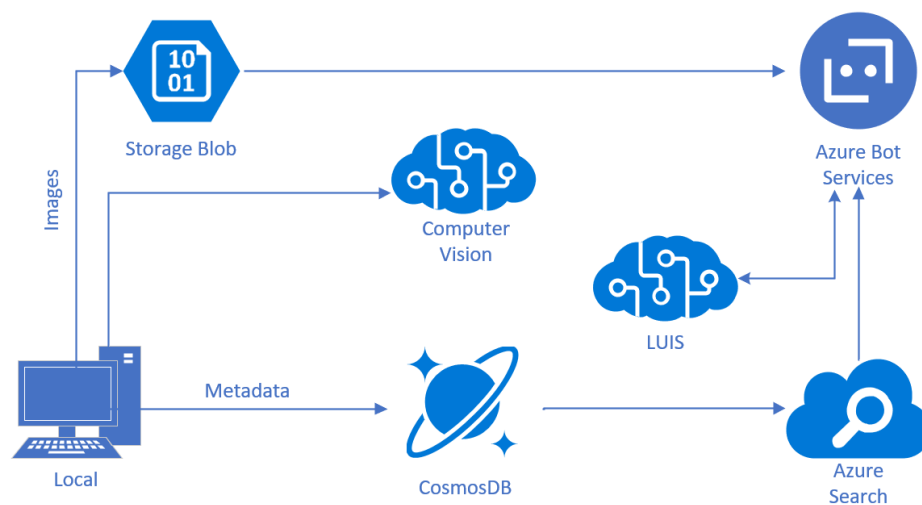 10
01
Storage Blob
Azure Bot
Services
Images
Computer
Vision
LUIS
Metadata
Local
CosmosDB
Azure
Search